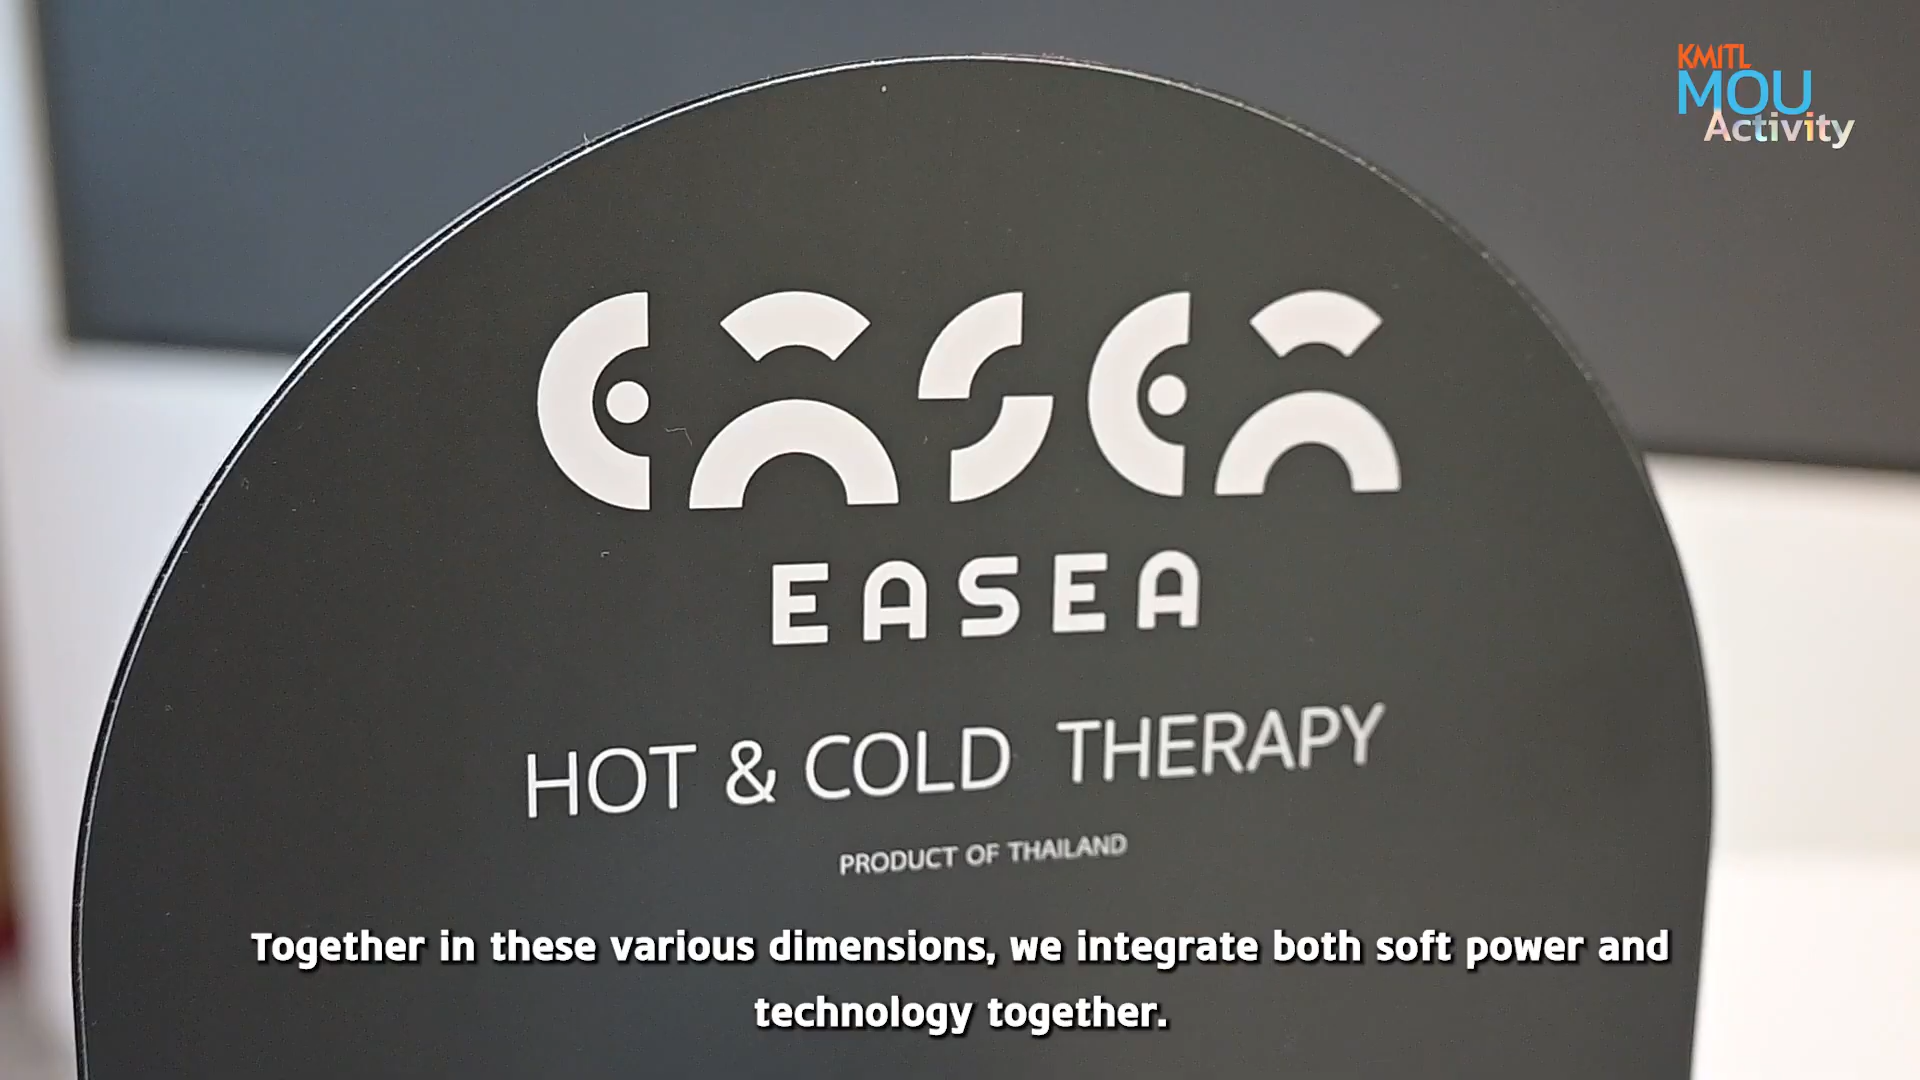 KMITL
MOU
Activity
EASEA
EASEA
HOT & COLD THERAPY
PRODUCT OF THAILAND
Together in these various dimensions, we integrate both soft power and
technology together.